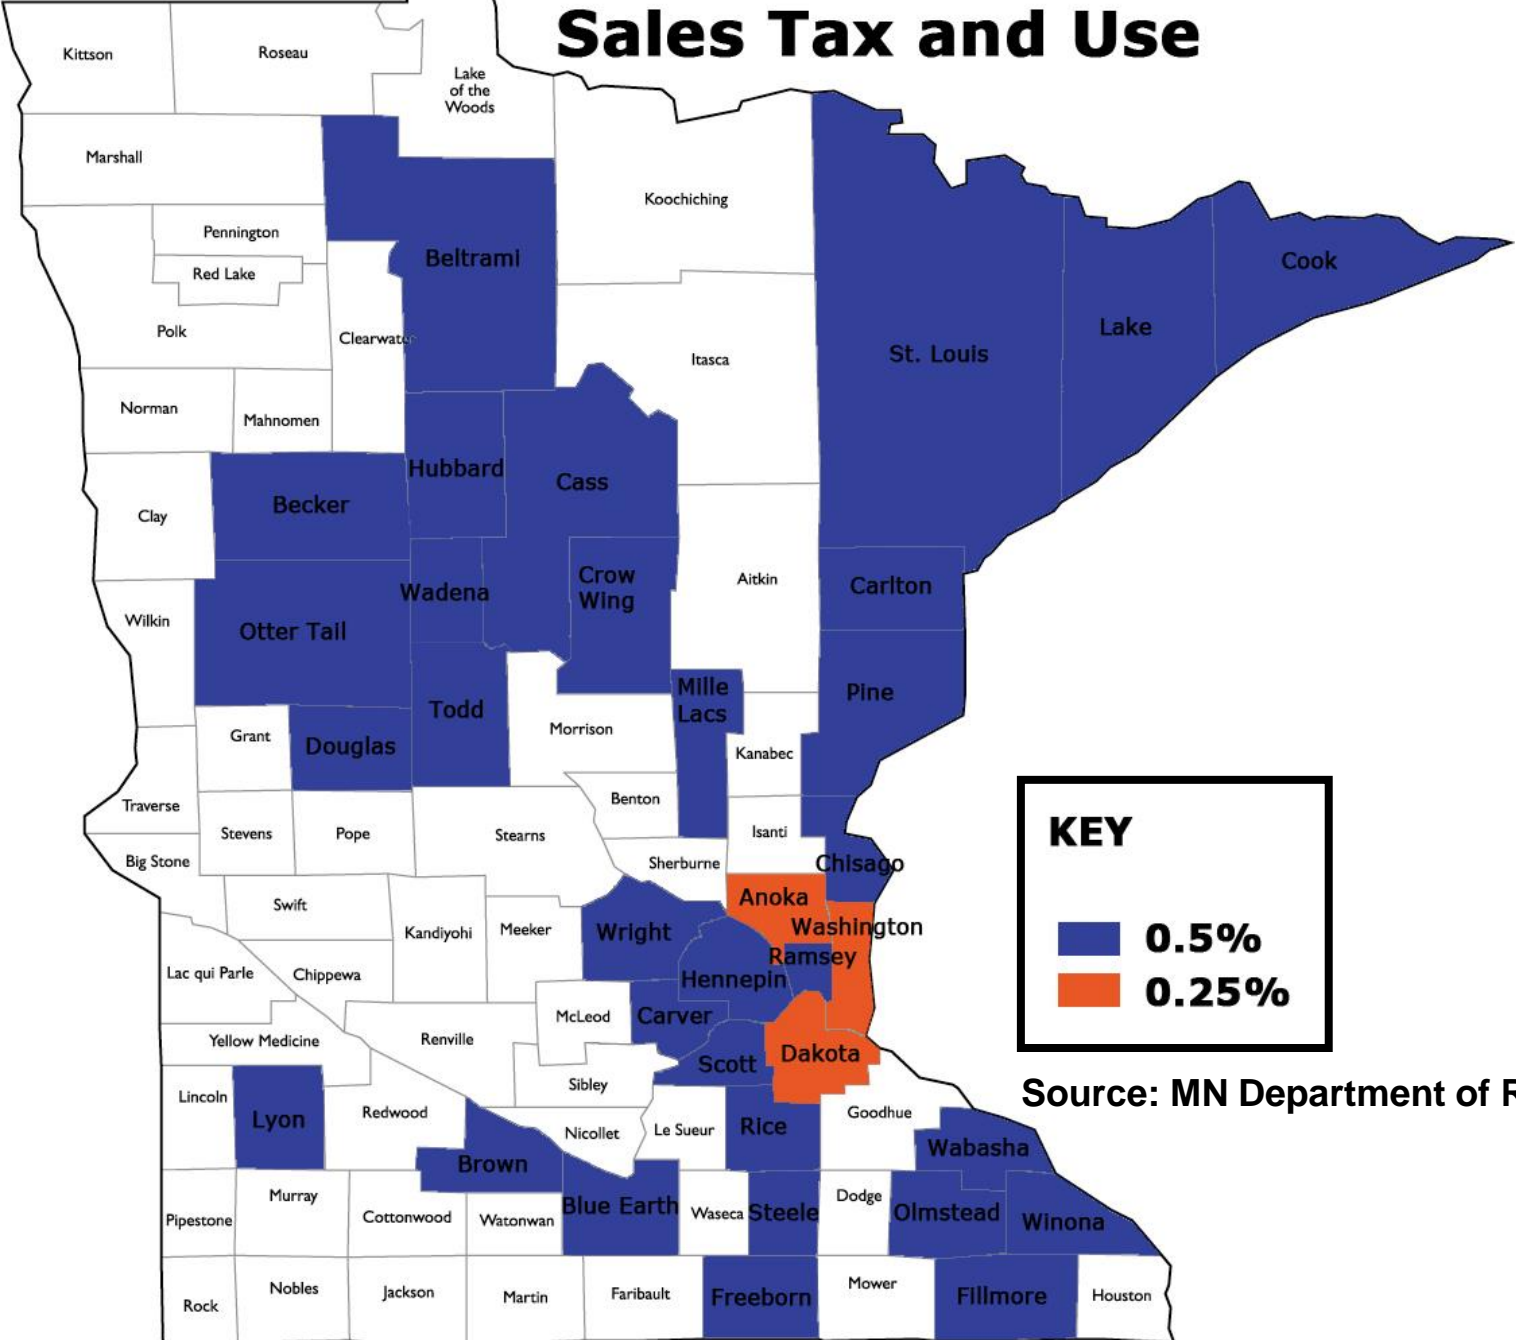 Sales Tax and Use
Kittson
Roseau
Lake
of the
Woods
Marshall
Koochiching
Pennington
Beltrami
Cook
Red Lake
Lake
Polk
Clearwater
St. Louis
Itasca
Norman
Mahnomen
Hubbard
Cass
Becker
Clay
Crow
Wing
Aitkin
Carlton
Wadena
Wilkin
Otter Tail
Mille
Lacs
Pine
Todd
Morrison
Grant
Douglas
Kanabec
Traverse
Benton
Stevens
Pope
Stearns
Isanti
KEY
Big Stone
Sherburne
Chisago
Anoka
Swift
Washington
Kandiyohi
Meeker
Wright
0.5%
Ramsey
Lac qui Parle
Chippewa
Hennepin
0.25%
McLeod
Carver
Yellow Medicine
Renville
Dakota
Scott
Sibley
Source: MN Department of R
Lincoln
Lyon
Redwood
Goodhue
Nicollet
Le Sueur
Rice
Wabasha
Brown
Murray
Dodge
Blue Earth
Pipestone
Cottonwood
Watonwan
Waseca
Steele
Olmstead
Winona
Rock
Nobles
Jackson
Martin
Faribault
Freeborn
Mower
Fillmore
Houston